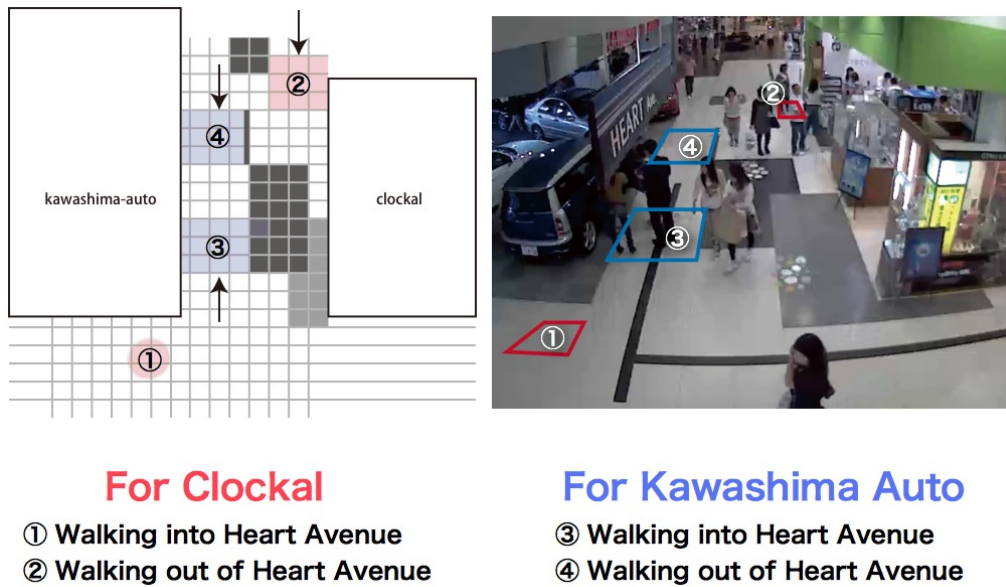 ②
④
kawashima-auto
clockal
③
①
HEART Ave.
②
④
③
①
For Clockal
① Walking into Heart Avenue
② Walking out of Heart Avenue
For Kawashima Auto
③ Walking into Heart Avenue
④ Walking out of Heart Avenue